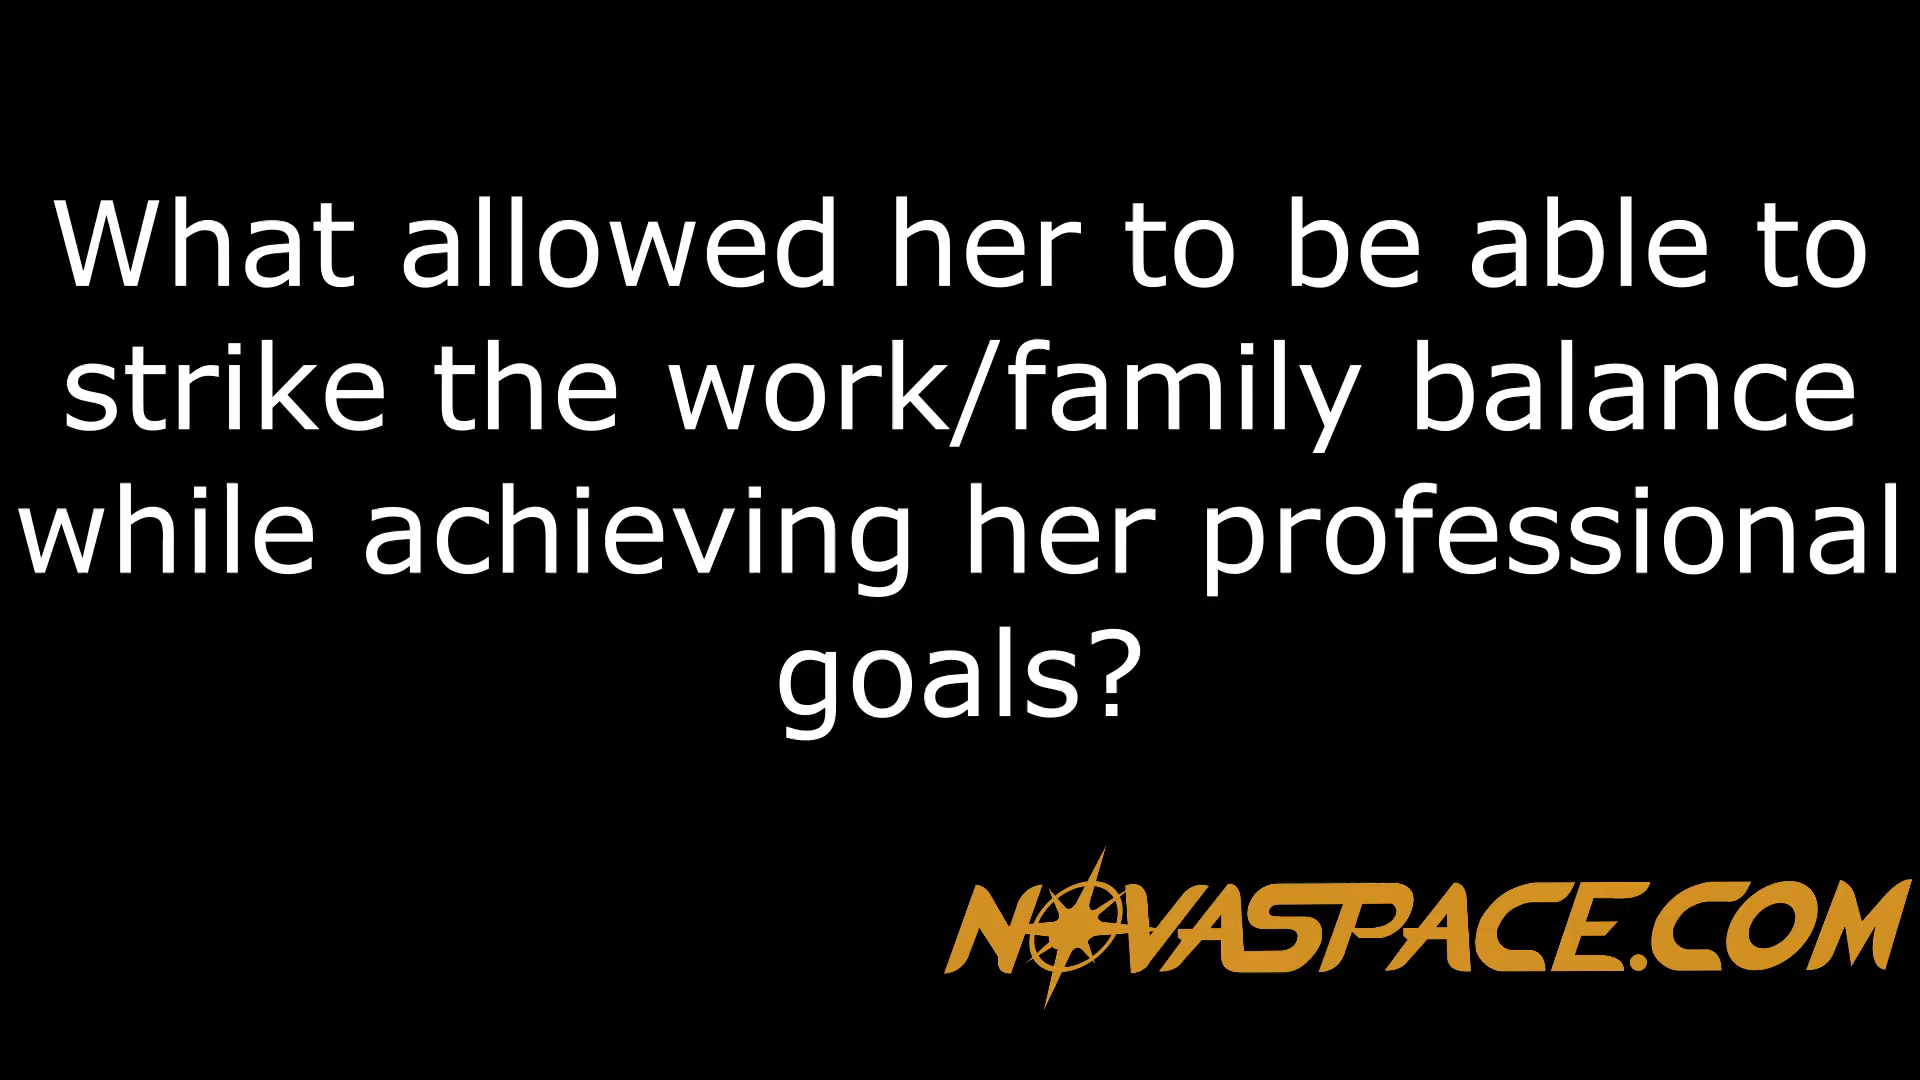 What allowed her to be able to
strike the work/family balance
while achieving her professional
goals?
NOVASPACE.COM